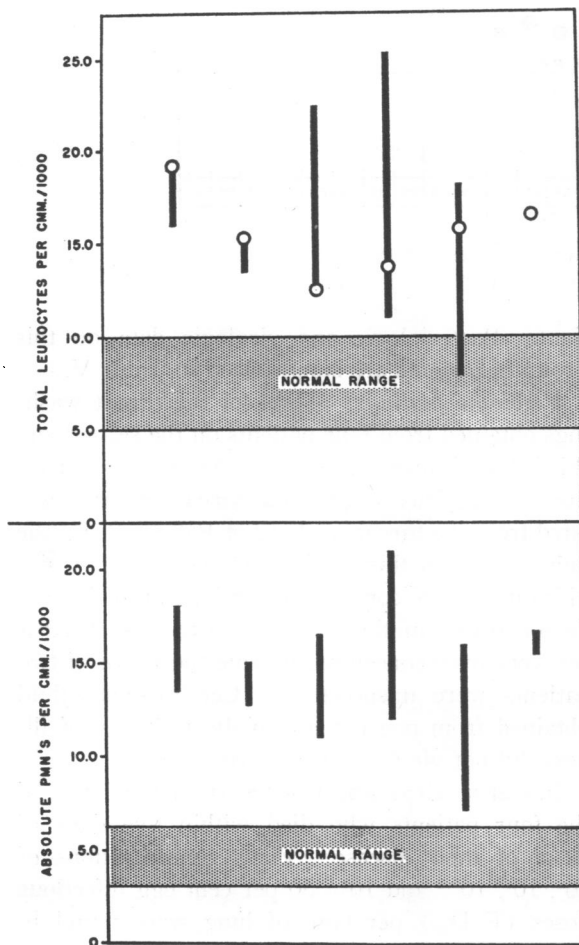 TOTAL LEUKOCYTES PER CMM./1000
25.0
20.0
15.0
10.0
NORMAL RANGE
5.0
0
ABSOLUTE PMN'S PER CMM./1000
20.0
15.0
10.0
5.0
NORMAL RANGE
0